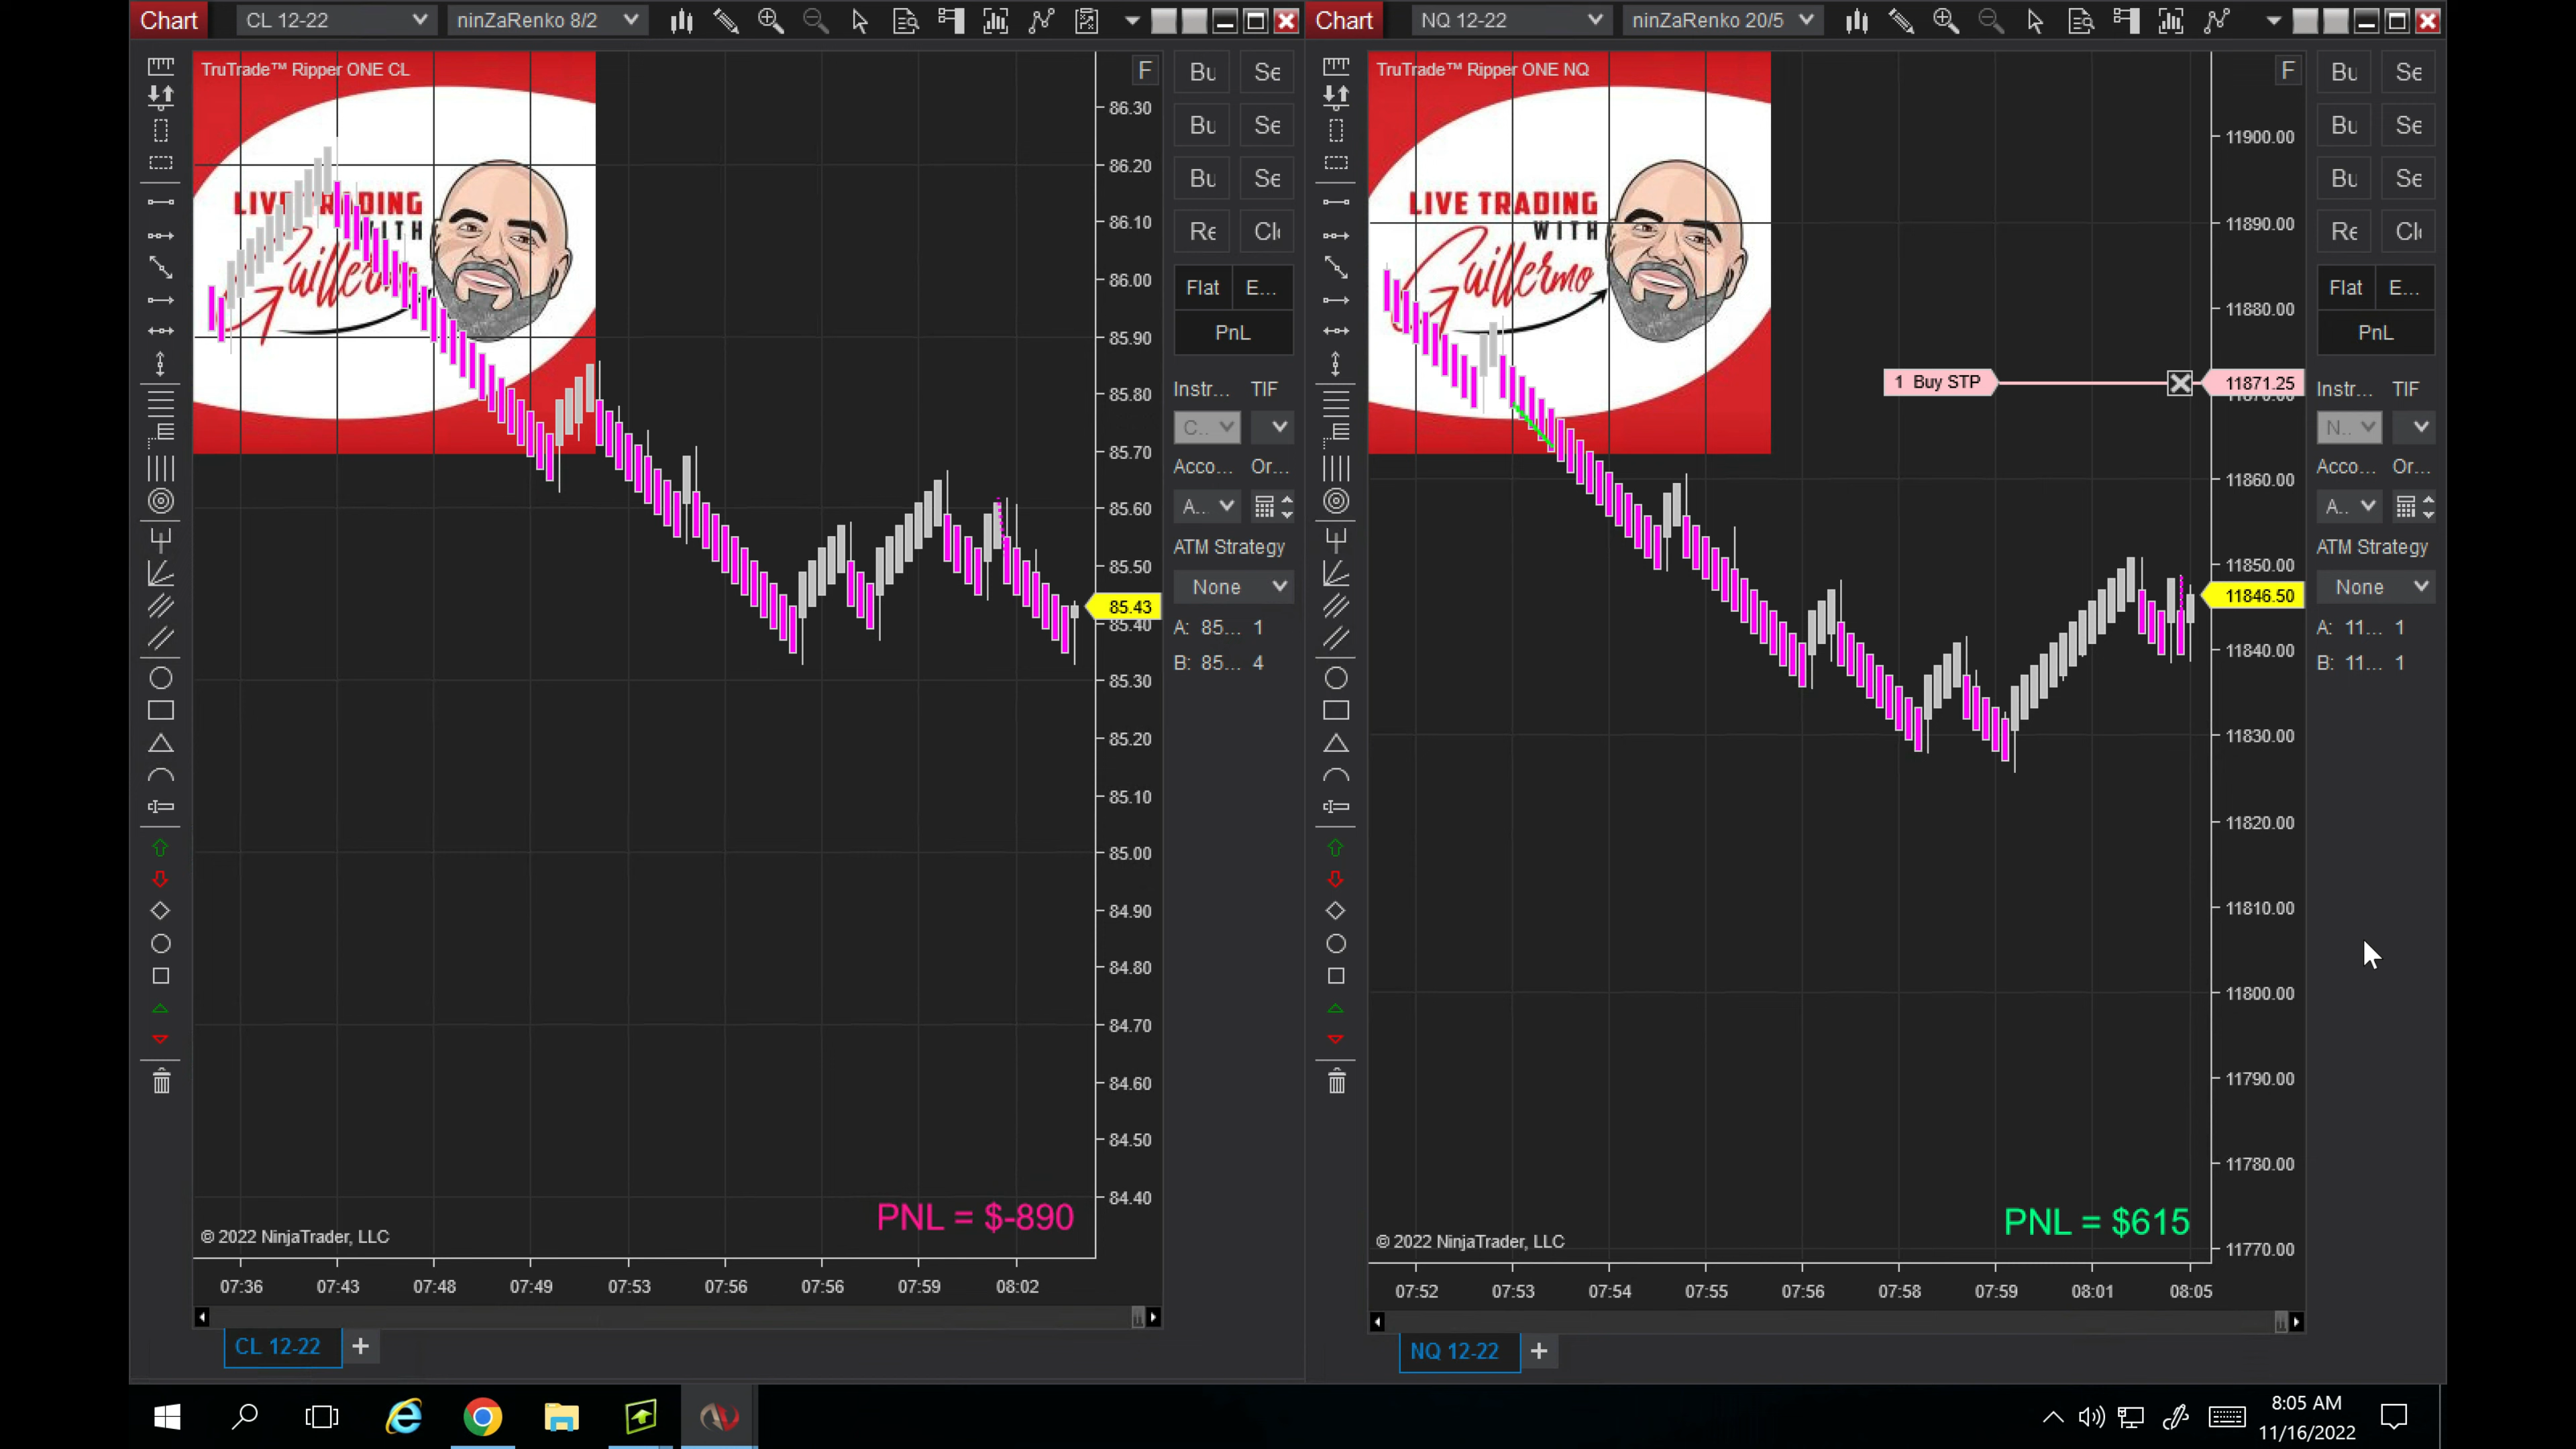 Chart CL 12-22 ninZaRenko 8/2
TruTrade™ Ripper ONE CL
F
LIVE TRADING
WITH
Guillermo
86.30
86.20
86.10
86.00
85.90
85.80
85.70
85.60
85.50
85.43
85.40
85.30
85.20
85.10
85.00
84.90
84.80
84.70
84.60
84.50
84.40
PNL = $-890
© 2022 NinjaTrader, LLC
07:36 07:43 07:48 07:49 07:53 07:56 07:56 07:59 08:02
CL 12-22 +
Bu Se
Bu Se
Bu Se
Re Cl
Flat E...
PnL
Instr... TIF
C..
Acco... Or...
A..
ATM Strategy
None
A: 85... 1
B: 85... 4
Chart NQ 12-22 ninZaRenko 20/5
TruTrade™ Ripper ONE NQ
F
LIVE TRADING
WITH
Guillermo
11900.00
11890.00
11880.00
1 Buy STP
11871.25
11860.00
11850.00
11846.50
11840.00
11830.00
11820.00
11810.00
11800.00
11790.00
11780.00
11770.00
PNL = $615
© 2022 NinjaTrader, LLC
07:52 07:53 07:54 07:55 07:56 07:58 07:59 08:01 08:05
NQ 12-22 +
Bu Se
Bu Se
Bu Se
Re Cl
Flat E...
PnL
Instr... TIF
N..
Acco... Or...
A..
ATM Strategy
None
A: 11... 1
B: 11... 1
8:05 AM
11/16/2022